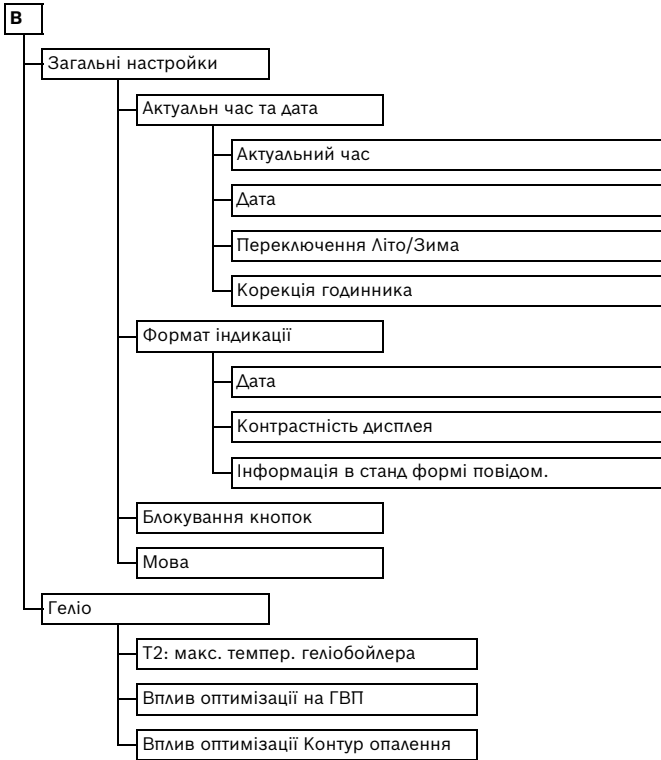 B
Загальні настройки
Актуальн час та дата
Актуальний час
Дата
Переключення Літо/Зима
Корекція годинника
Формат індикації
Дата
Контрастність дисплея
Інформація в станд формі повідом.
Блокування кнопок
Мова
Геліо
T2: макс. темпер. геліобойлера
Вплив оптимізації на ГВП
Вплив оптимізації Контур опалення